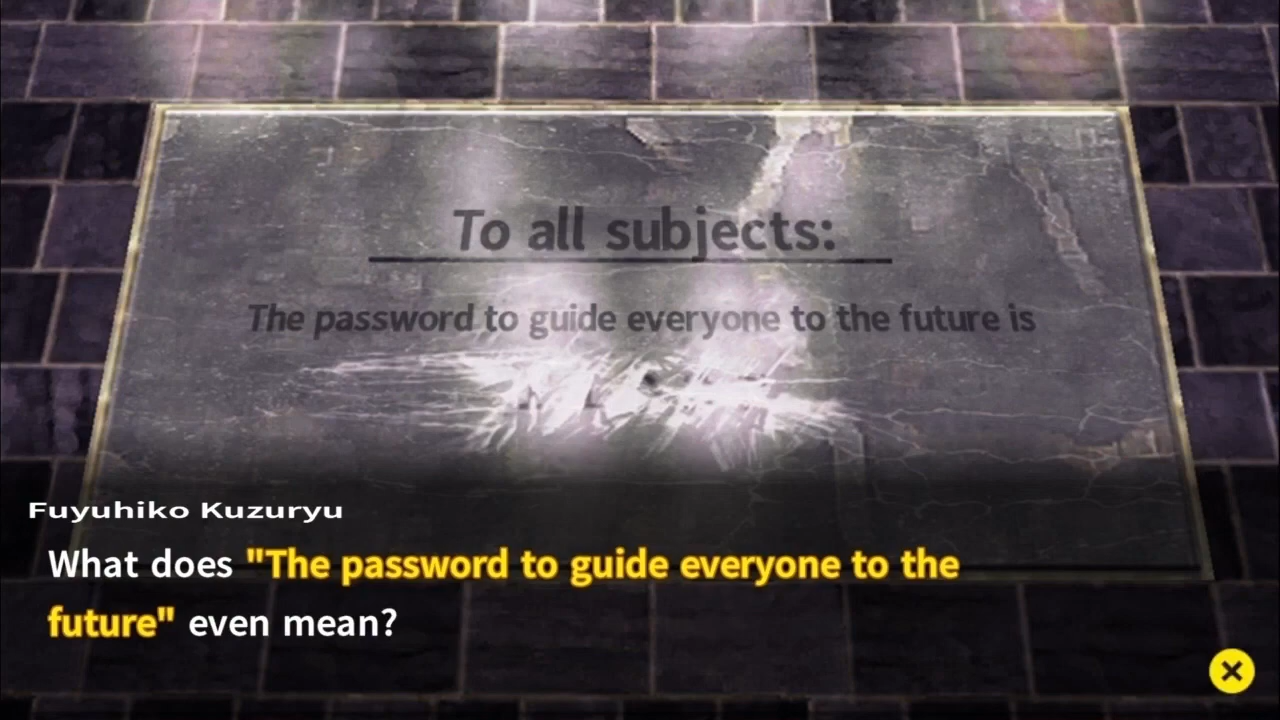 To all subjects:
The password to guide everyone to the future is
Fuyuhiko Kuzuryu
What does "The password to guide everyone to the
future" even mean?